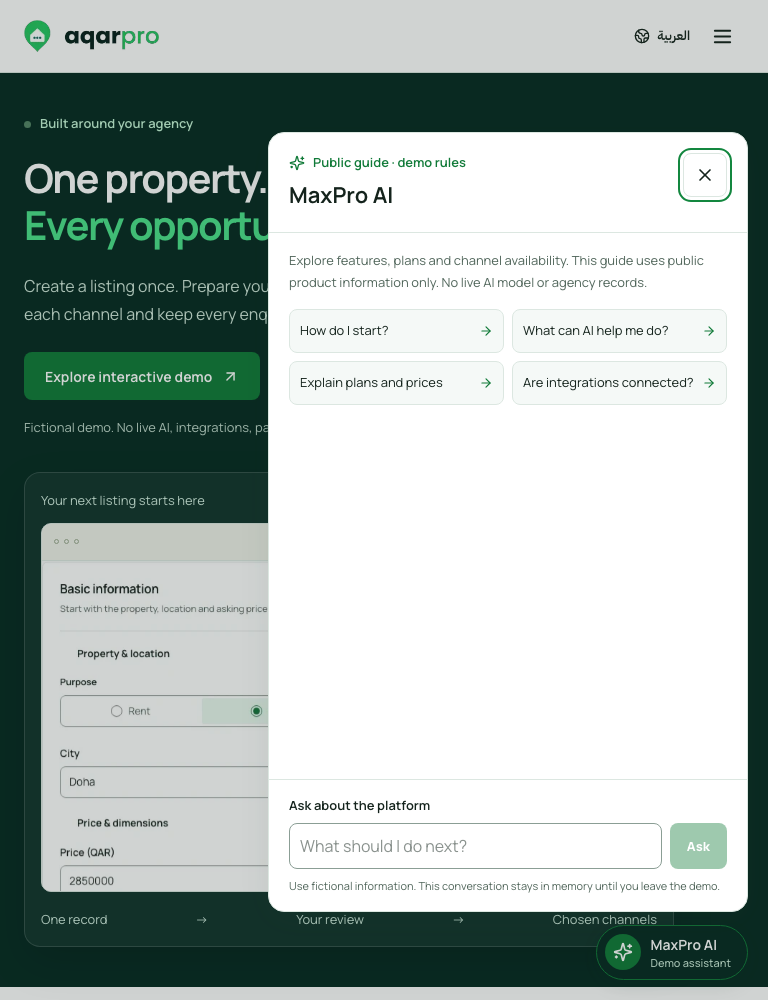 aqarpro
العربية
Built around your agency
One property.
Every opportu
Create a listing once. Prepare you
each channel and keep every enq
Explore interactive demo
Fictional demo. No live AI, integrations, pa
Your next listing starts here
Basic information
Start with the property, location and asking price
Property & location
Purpose
Rent
City
Doha
Price & dimensions
Price (QAR)
2850000
One record → Your review → Chosen channels
Public guide · demo rules
MaxPro AI
Explore features, plans and channel availability. This guide uses public
product information only. No live AI model or agency records.
How do I start? →
What can AI help me do? →
Explain plans and prices →
Are integrations connected? →
Ask about the platform
What should I do next?
Ask
Use fictional information. This conversation stays in memory until you leave the demo.
MaxPro AI
Demo assistant